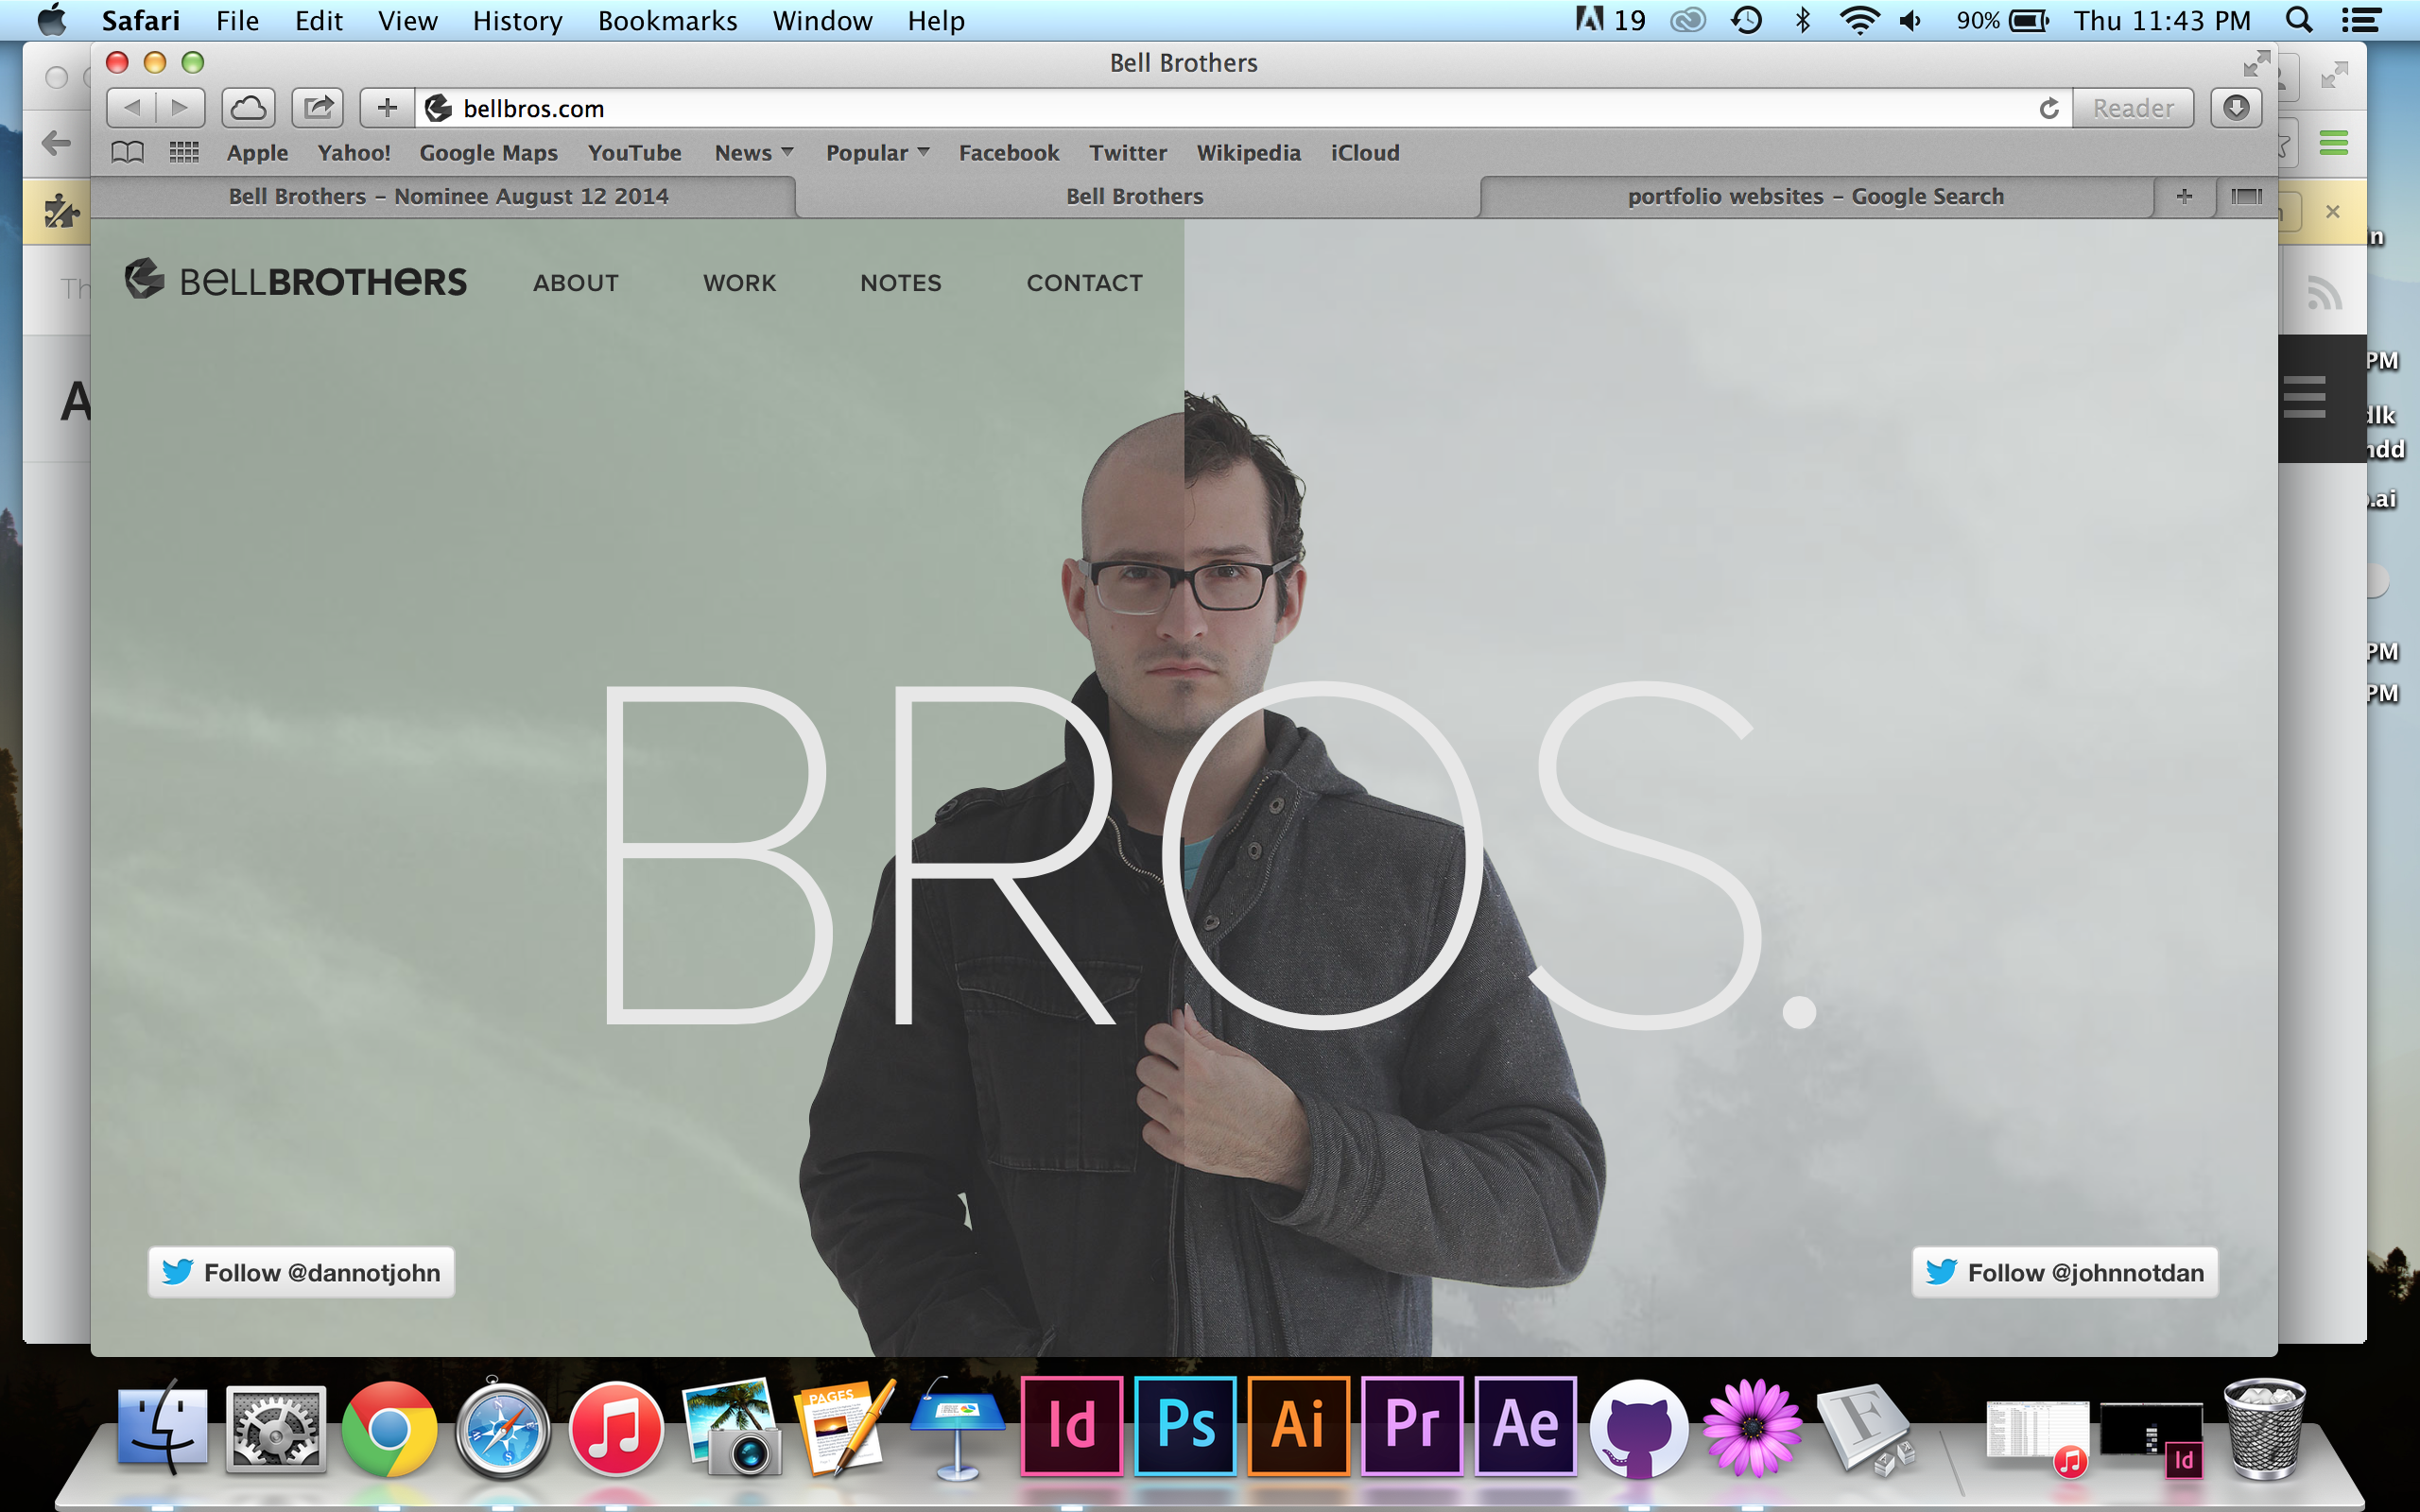 Safari File Edit View History Bookmarks Window Help 19 90% Thu 11:43 PM
Bell Brothers
bellbros.com Reader
Apple Yahoo! Google Maps YouTube News Popular Facebook Twitter Wikipedia iCloud
Bell Brothers – Nominee August 12 2014 Bell Brothers portfolio websites – Google Search
BELLBROTHERS ABOUT WORK NOTES CONTACT
BROS.
Follow @dannotjohn Follow @johnnotdan
PM
PM
PM
.ai
PAGES
Id Ps Ai Pr Ae F
Id